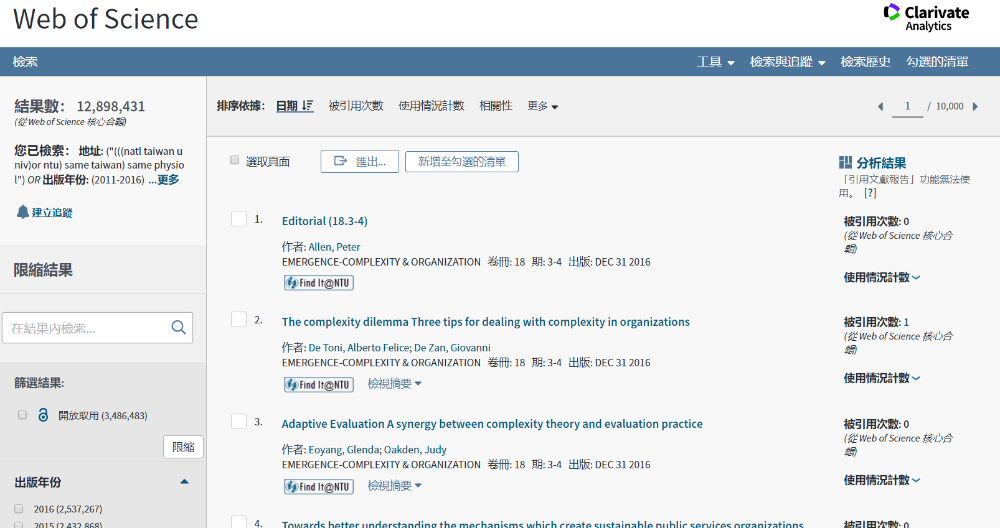 Web of Science
Clarivate
Analytics
檢索
工具
檢索與追蹤
檢索歷史
勾選的清單
結果數： 12,898,431
(從 Web of Science 核心合輯)
您已檢索： 地址: ("(((natl taiwan u
niv)or ntu) same taiwan) same physio
l") OR 出版年份: (2011-2016) ...更多
建立追蹤
限縮結果
在結果內檢索...
篩選結果:
開放取用 (3,486,483)
限縮
出版年份
2016 (2,537,267)
2015 (2,432,868)
排序依據： 日期 被引用次數 使用情況計數 相關性 更多
1 / 10,000
選取頁面
匯出...
新增至勾選的清單
分析結果
「引用文獻報告」功能無法使
用。 [?]
1.
Editorial (18.3-4)
作者: Allen, Peter
EMERGENCE-COMPLEXITY & ORGANIZATION 卷冊: 18 期: 3-4 出版: DEC 31 2016
Find It@NTU
被引用次數: 0
(從 Web of Science 核心合
輯)
使用情況計數
2.
The complexity dilemma Three tips for dealing with complexity in organizations
作者: De Toni, Alberto Felice; De Zan, Giovanni
EMERGENCE-COMPLEXITY & ORGANIZATION 卷冊: 18 期: 3-4 出版: DEC 31 2016
Find It@NTU
檢視摘要
被引用次數: 1
(從 Web of Science 核心合
輯)
使用情況計數
3.
Adaptive Evaluation A synergy between complexity theory and evaluation practice
作者: Eoyang, Glenda; Oakden, Judy
EMERGENCE-COMPLEXITY & ORGANIZATION 卷冊: 18 期: 3-4 出版: DEC 31 2016
Find It@NTU
檢視摘要
被引用次數: 0
(從 Web of Science 核心合
輯)
使用情況計數
4.
Towards better understanding the mechanisms which create sustainable public services organizations
被引用次數: 0